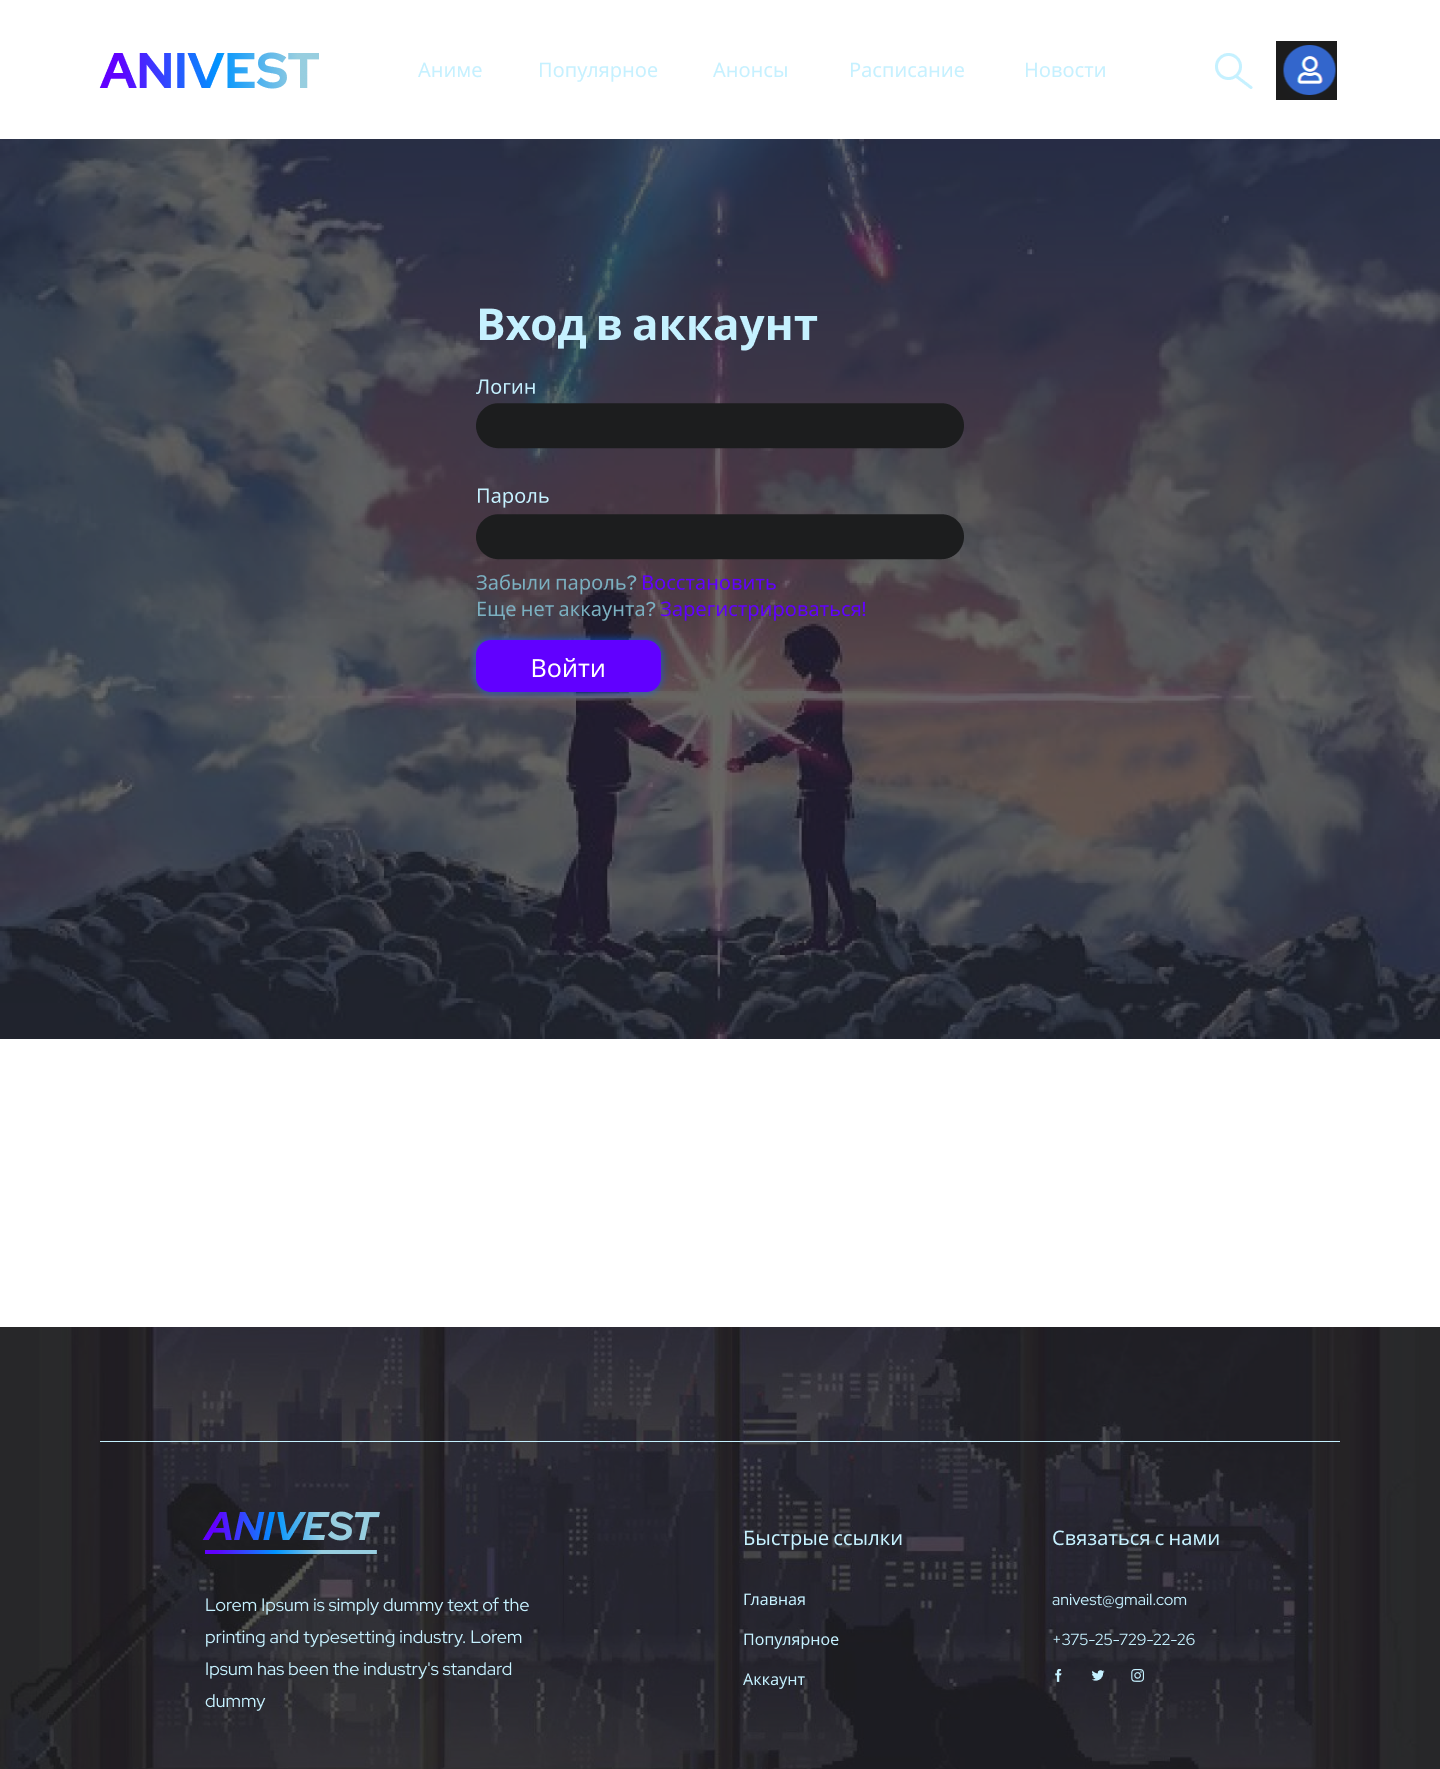 ANIVEST
Аниме Популярное Анонсы Расписание Новости
Вход в аккаунт
Логин
Пароль
Забыли пароль? Восстановить
Еще нет аккаунта? Зарегистрироваться!
Войти
ANIVEST
Lorem Ipsum is simply dummy text of the
printing and typesetting industry. Lorem
Ipsum has been the industry's standard
dummy
Быстрые ссылки
Главная
Популярное
Аккаунт
Связаться с нами
anivest@gmail.com
+375-25-729-22-26